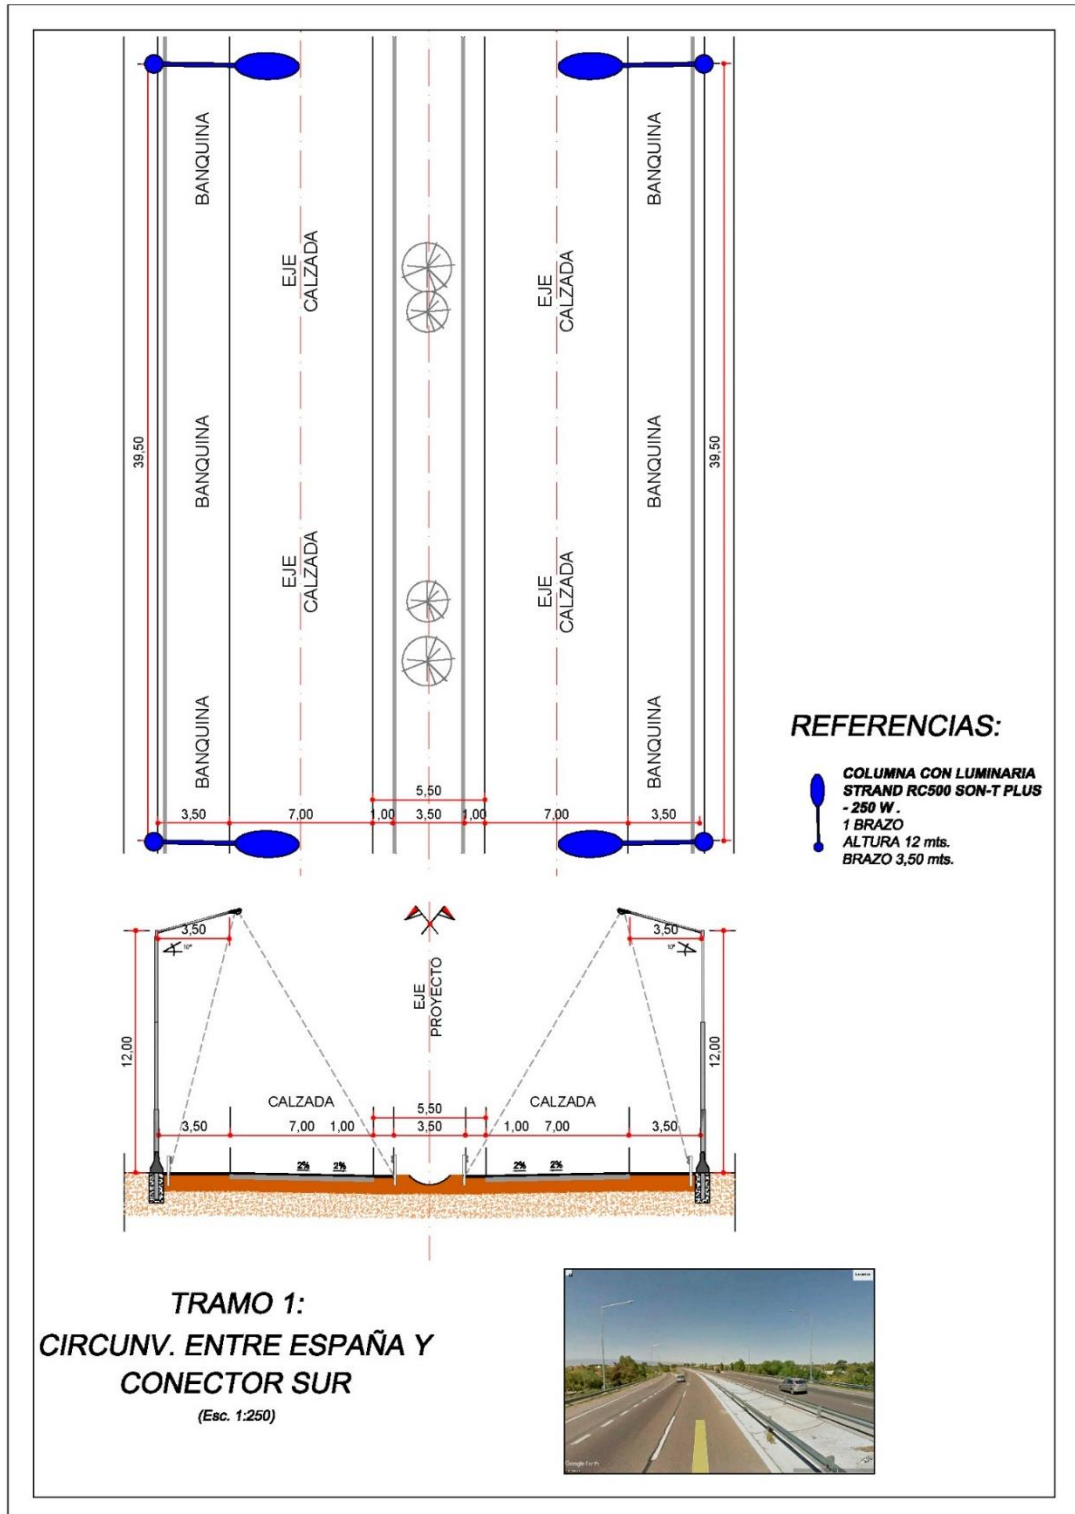 BANQUINA
BANQUINA
EJE
CALZADA
EJE
CALZADA
39,50
BANQUINA
BANQUINA
39,50
EJE
CALZADA
EJE
CALZADA
BANQUINA
BANQUINA
5,50
3,50 7,00 1,00 3,50 1,00 7,00 3,50
REFERENCIAS:
COLUMNA CON LUMINARIA
STRAND RC500 SON-T PLUS
- 250 W .
1 BRAZO
ALTURA 12 mts.
BRAZO 3,50 mts.
3,50
10°
3,50
10°
EJE
PROYECTO
12,00
12,00
CALZADA
CALZADA
5,50
3,50 7,00 1,00 3,50 1,00 7,00 3,50
2% 2% 2% 2%
TRAMO 1:
CIRCUNV. ENTRE ESPAÑA Y
CONECTOR SUR
(Esc. 1:250)
Google Earth